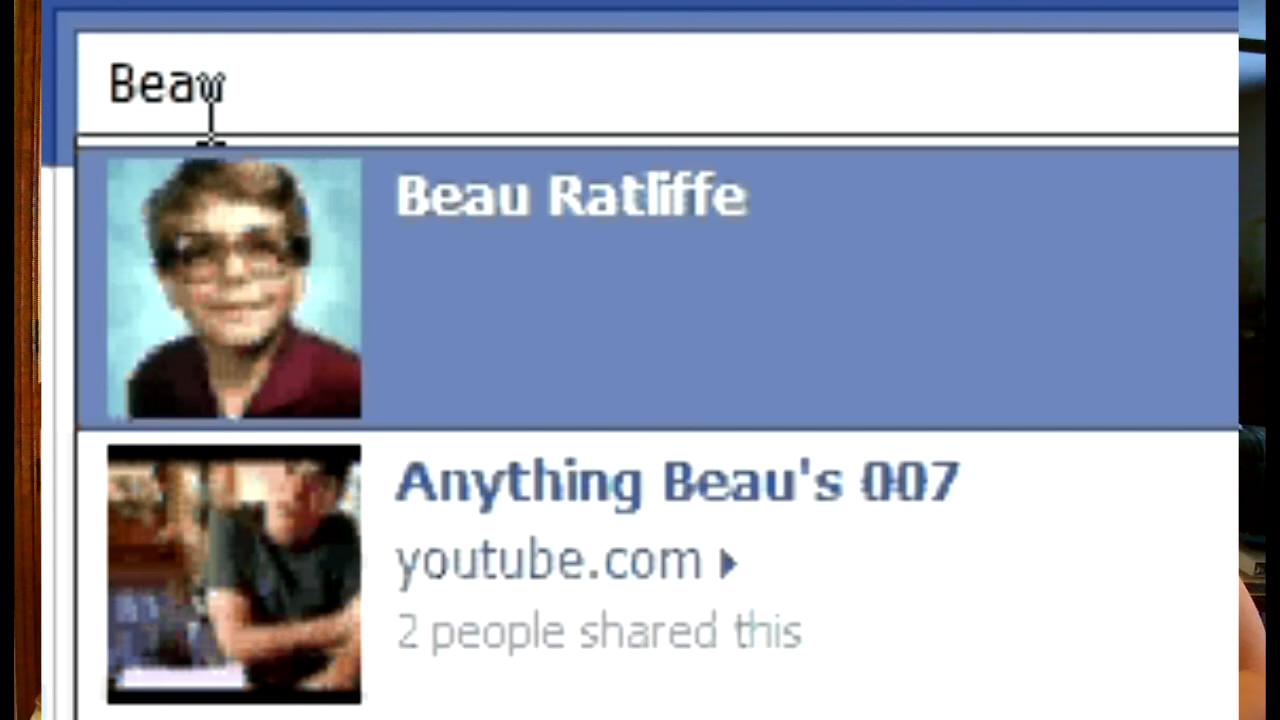 Beau
Beau Ratliffe
Anything Beau's 007
youtube.com
2 people shared this